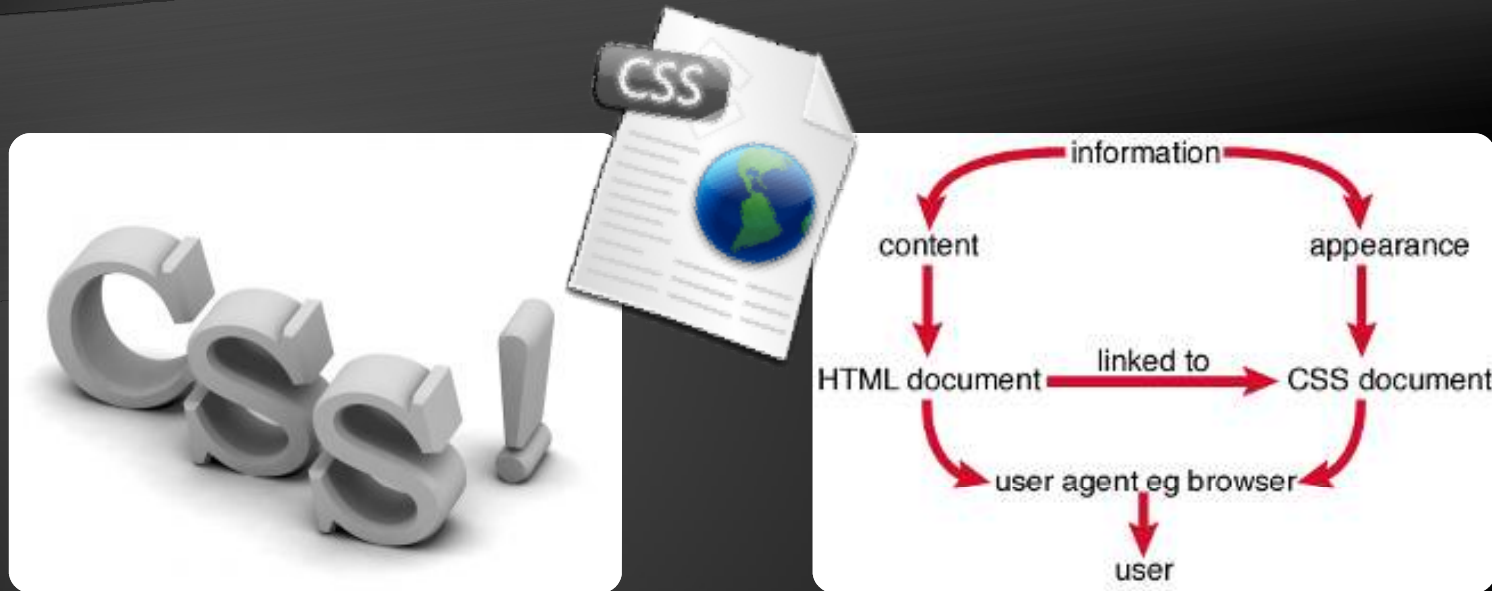 CSS
CSS!
information
content
appearance
linked to
HTML document
CSS document
user agent eg browser
user